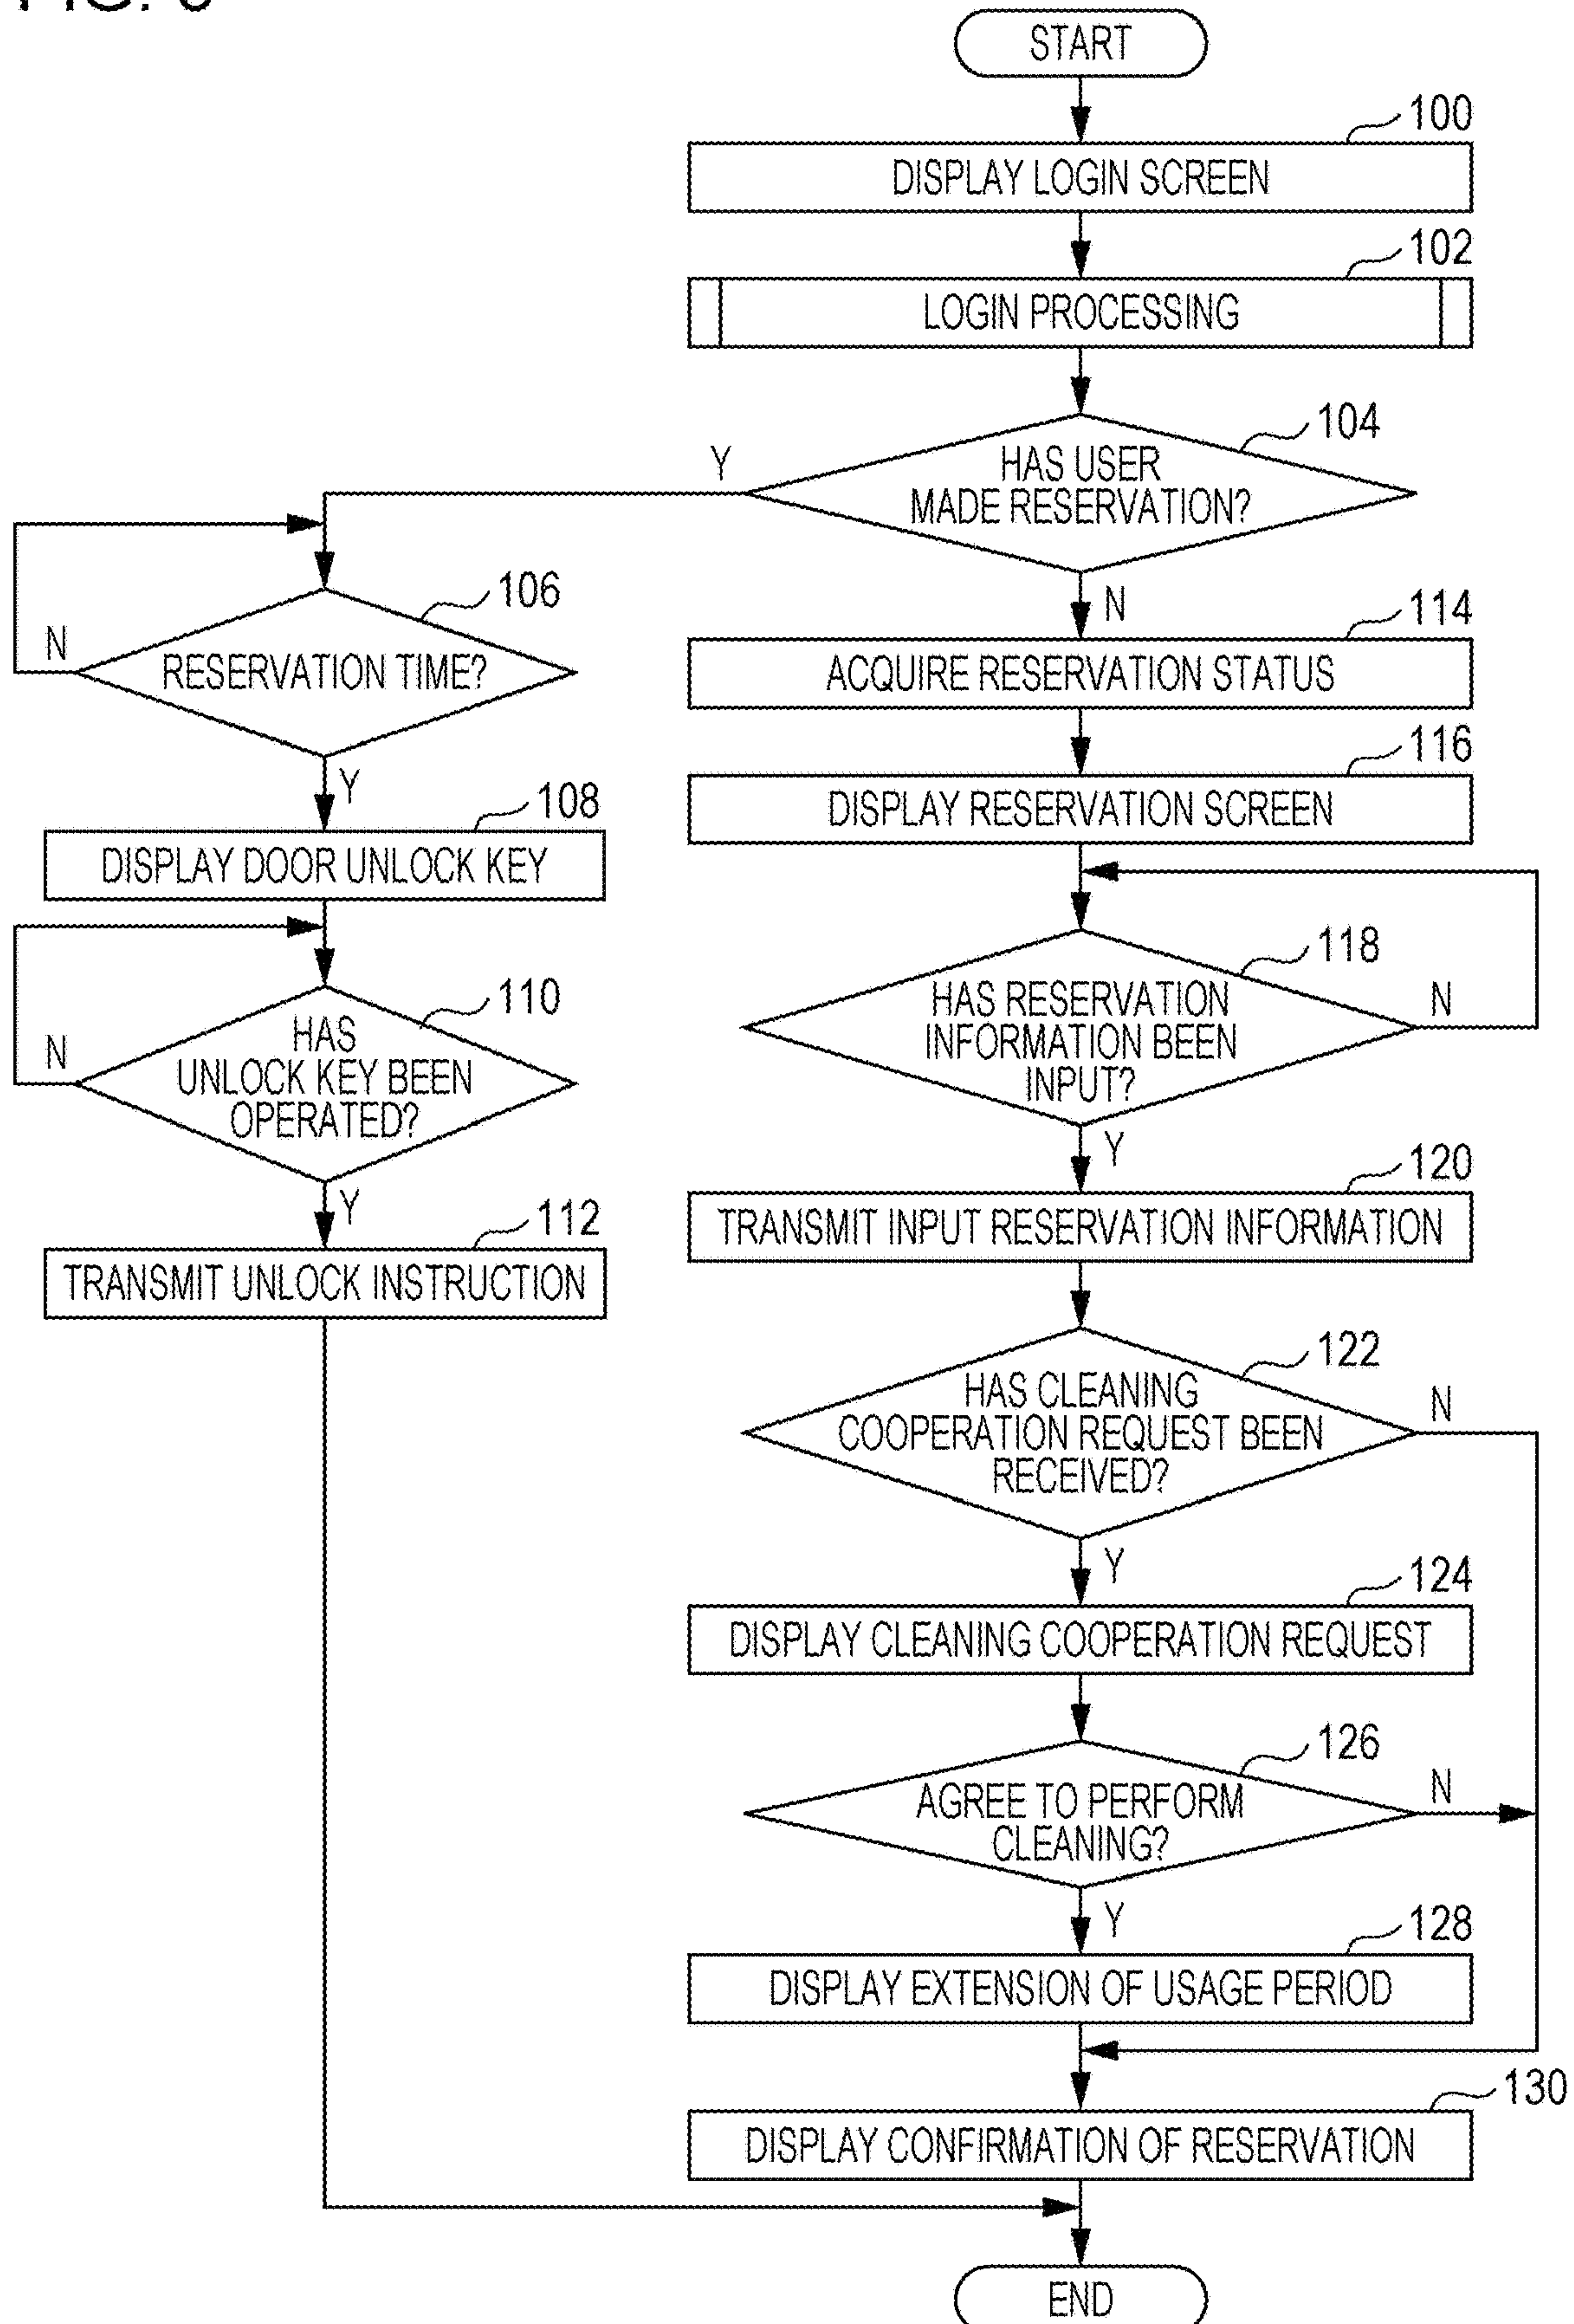 START
100
DISPLAY LOGIN SCREEN
102
LOGIN PROCESSING
104
HAS USER
MADE RESERVATION?
Y
N
106
RESERVATION TIME?
N
Y
108
DISPLAY DOOR UNLOCK KEY
110
HAS
UNLOCK KEY BEEN
OPERATED?
N
Y
112
TRANSMIT UNLOCK INSTRUCTION
114
ACQUIRE RESERVATION STATUS
116
DISPLAY RESERVATION SCREEN
118
HAS RESERVATION
INFORMATION BEEN
INPUT?
N
Y
120
TRANSMIT INPUT RESERVATION INFORMATION
122
HAS CLEANING
COOPERATION REQUEST BEEN
RECEIVED?
N
Y
124
DISPLAY CLEANING COOPERATION REQUEST
126
AGREE TO PERFORM
CLEANING?
N
Y
128
DISPLAY EXTENSION OF USAGE PERIOD
130
DISPLAY CONFIRMATION OF RESERVATION
END